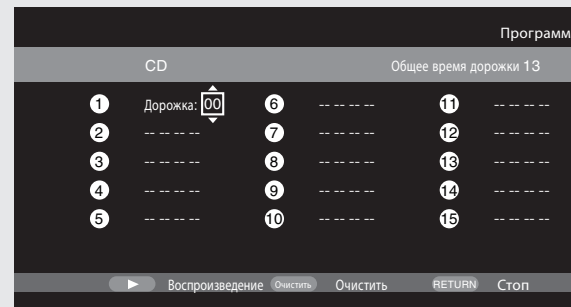 Программ
CD Общее время дорожки 13
1 Дорожка: 00 6 -- -- -- -- 11 -- -- -- --
2 -- -- -- -- 7 -- -- -- -- 12 -- -- -- --
3 -- -- -- -- 8 -- -- -- -- 13 -- -- -- --
4 -- -- -- -- 9 -- -- -- -- 14 -- -- -- --
5 -- -- -- -- 10 -- -- -- -- 15 -- -- -- --
Воспроизведение Очистить Очистить RETURN Стоп